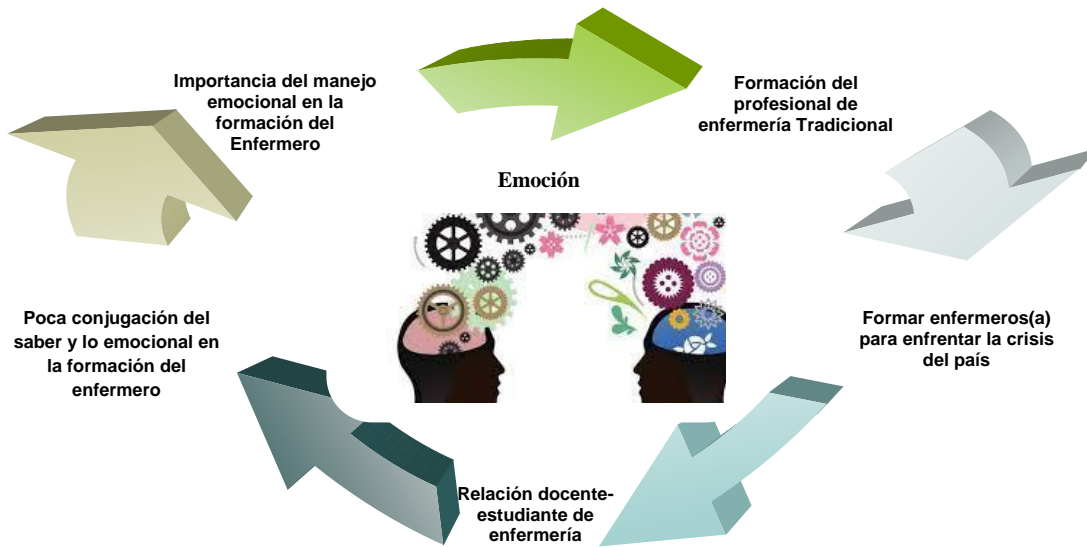 Importancia del manejo
emocional en la
formación del
Enfermero
Formación del
profesional de
enfermería Tradicional
Emoción
Formar enfermeros(a)
para enfrentar la crisis
del país
Poca conjugación del
saber y lo emocional en
la formación del
enfermero
Relación docente-
estudiante de
enfermería